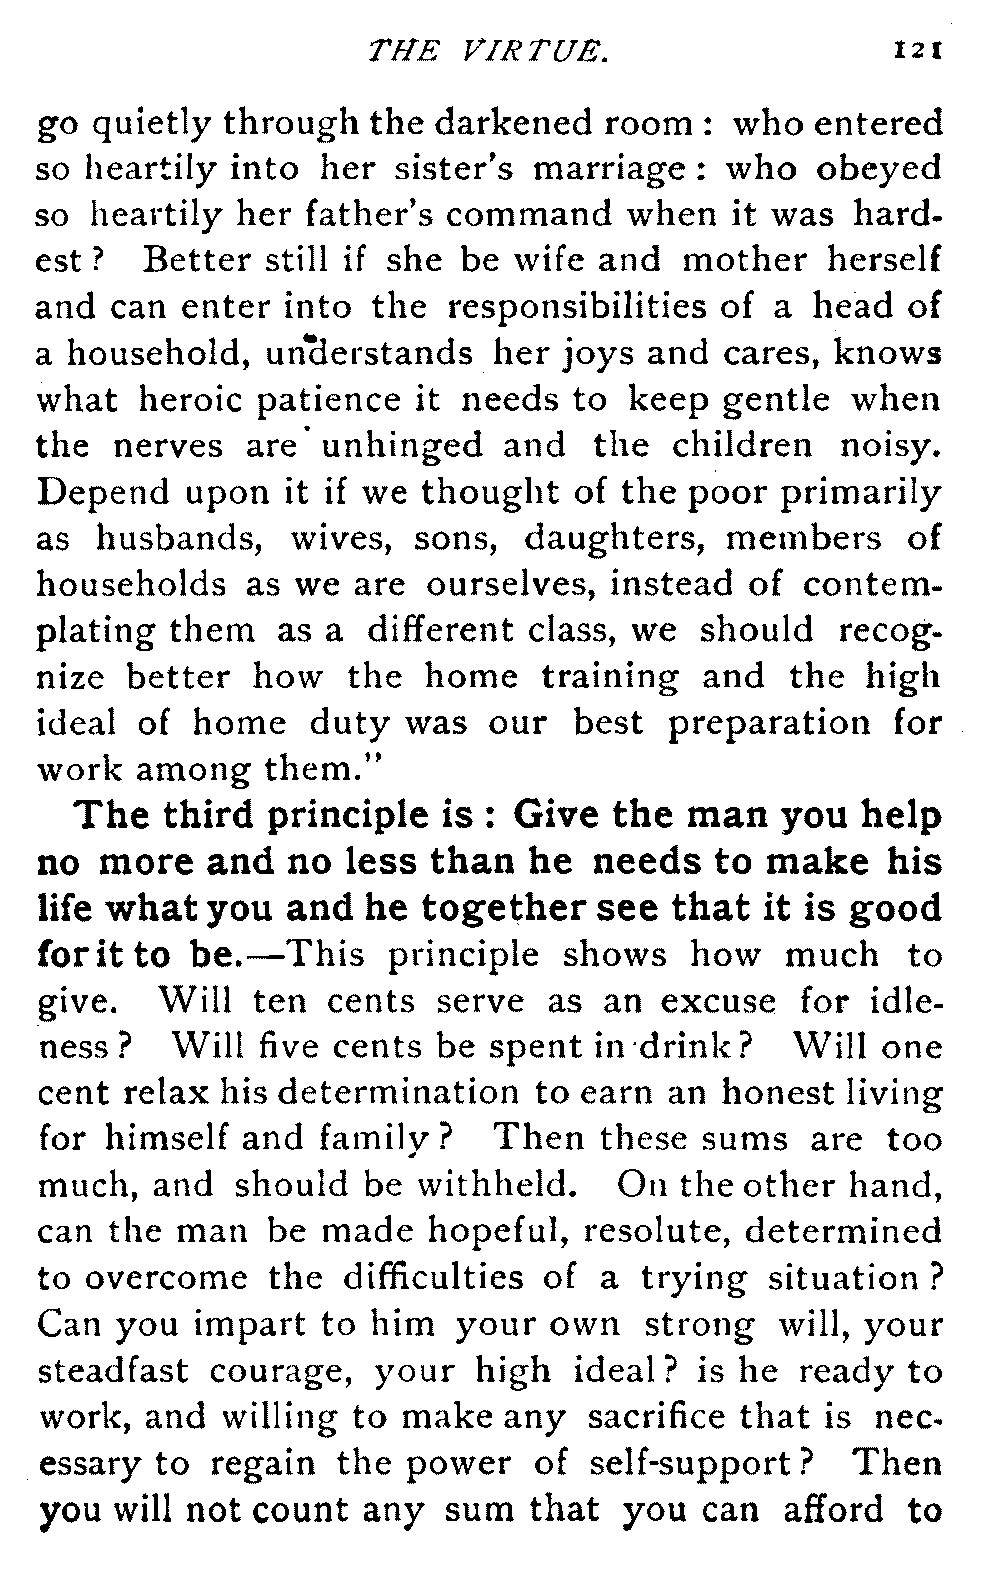 THE VIRTUE. 121
go quietly through the darkened room : who entered
so heartily into her sister's marriage : who obeyed
so heartily her father's command when it was hard-
est ? Better still if she be wife and mother herself
and can enter into the responsibilities of a head of
a household, understands her joys and cares, knows
what heroic patience it needs to keep gentle when
the nerves are unhinged and the children noisy.
Depend upon it if we thought of the poor primarily
as husbands, wives, sons, daughters, members of
households as we are ourselves, instead of contem-
plating them as a different class, we should recog-
nize better how the home training and the high
ideal of home duty was our best preparation for
work among them."
The third principle is : Give the man you help
no more and no less than he needs to make his
life what you and he together see that it is good
for it to be.—This principle shows how much to
give. Will ten cents serve as an excuse for idle-
ness ? Will five cents be spent in drink ? Will one
cent relax his determination to earn an honest living
for himself and family ? Then these sums are too
much, and should be withheld. On the other hand,
can the man be made hopeful, resolute, determined
to overcome the difficulties of a trying situation ?
Can you impart to him your own strong will, your
steadfast courage, your high ideal ? is he ready to
work, and willing to make any sacrifice that is nec-
essary to regain the power of self-support ? Then
you will not count any sum that you can afford to